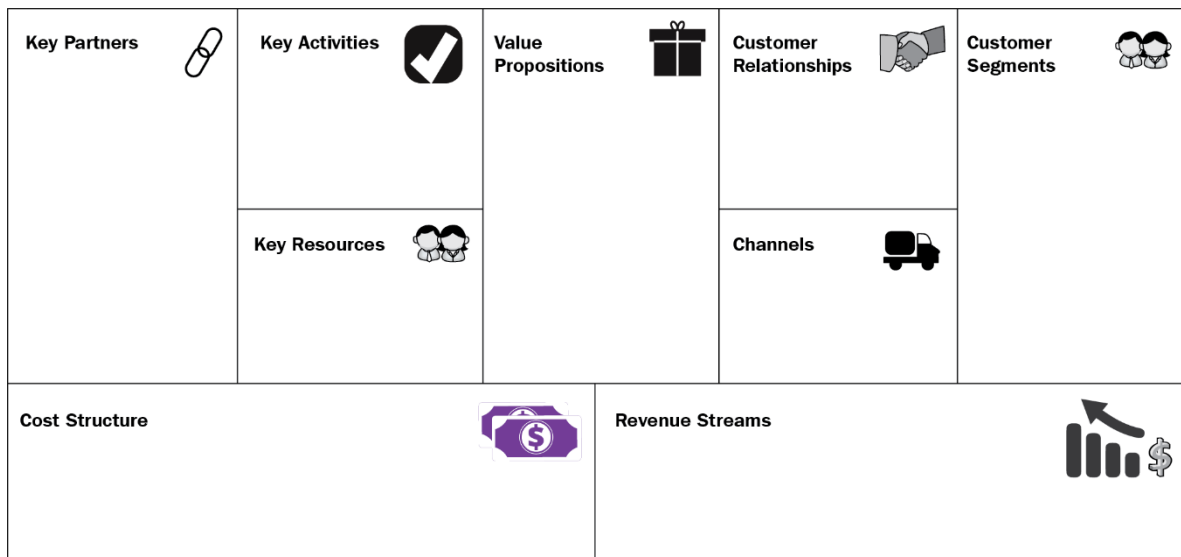 Key Partners
Key Activities
Value
Propositions
Customer
Relationships
Customer
Segments
Key Resources
Channels
Cost Structure
$
Revenue Streams
$